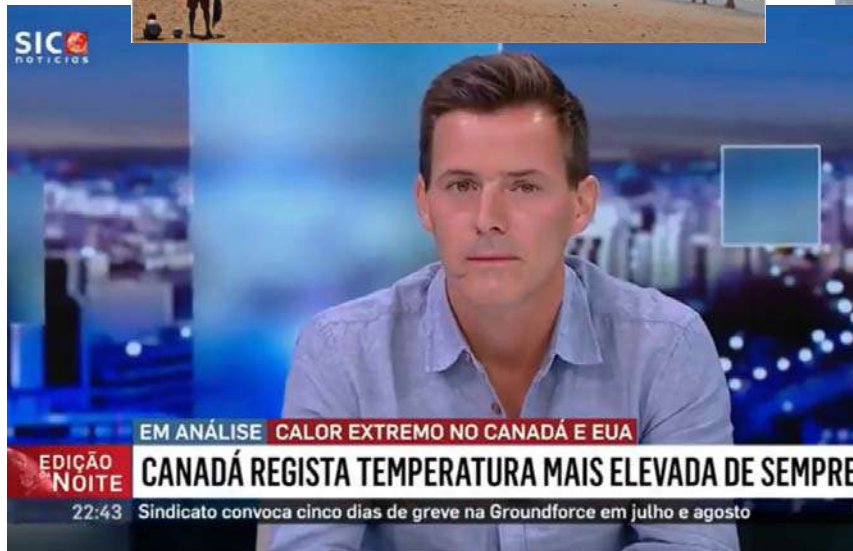 SIC
NOTÍCIAS
EM ANÁLISE CALOR EXTREMO NO CANADÁ E EUA
EDIÇÃO DA NOITE
CANADÁ REGISTA TEMPERATURA MAIS ELEVADA DE SEMPRE
22:43 Sindicato convoca cinco dias de greve na Groundforce em julho e agosto